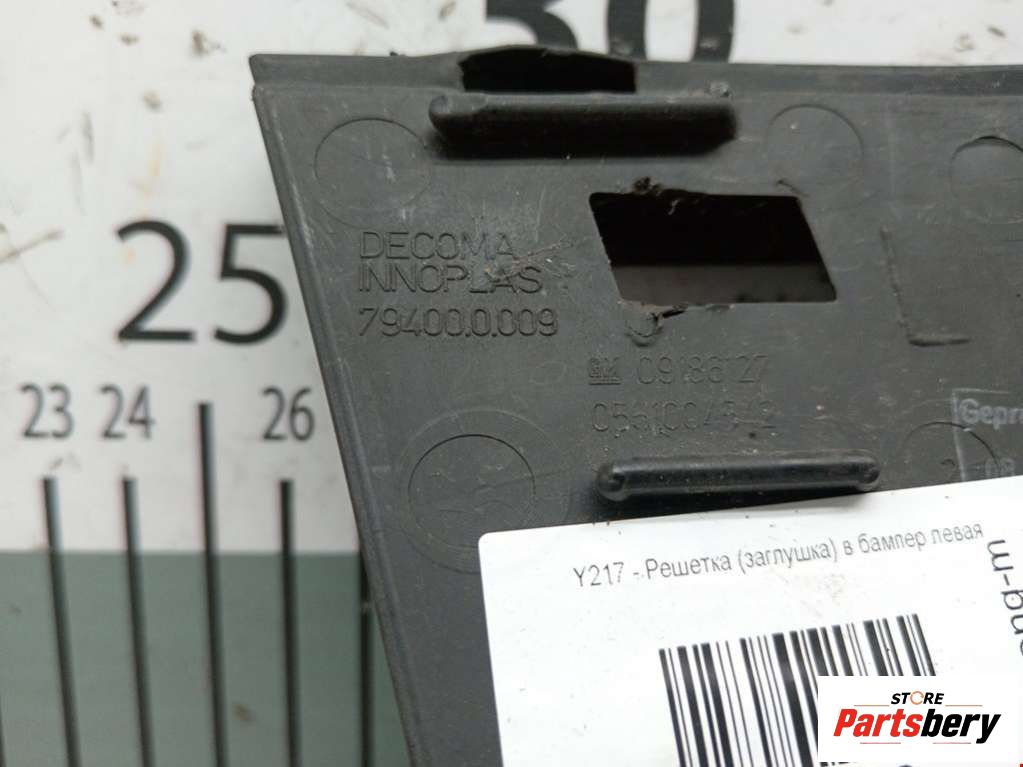 30
DECOMA
INNOPLAS
79400.0.009
25
GM 09186127
23 24 26
Y217 - Решетка (заглушка) в бампер левая
STORE
Partsbery